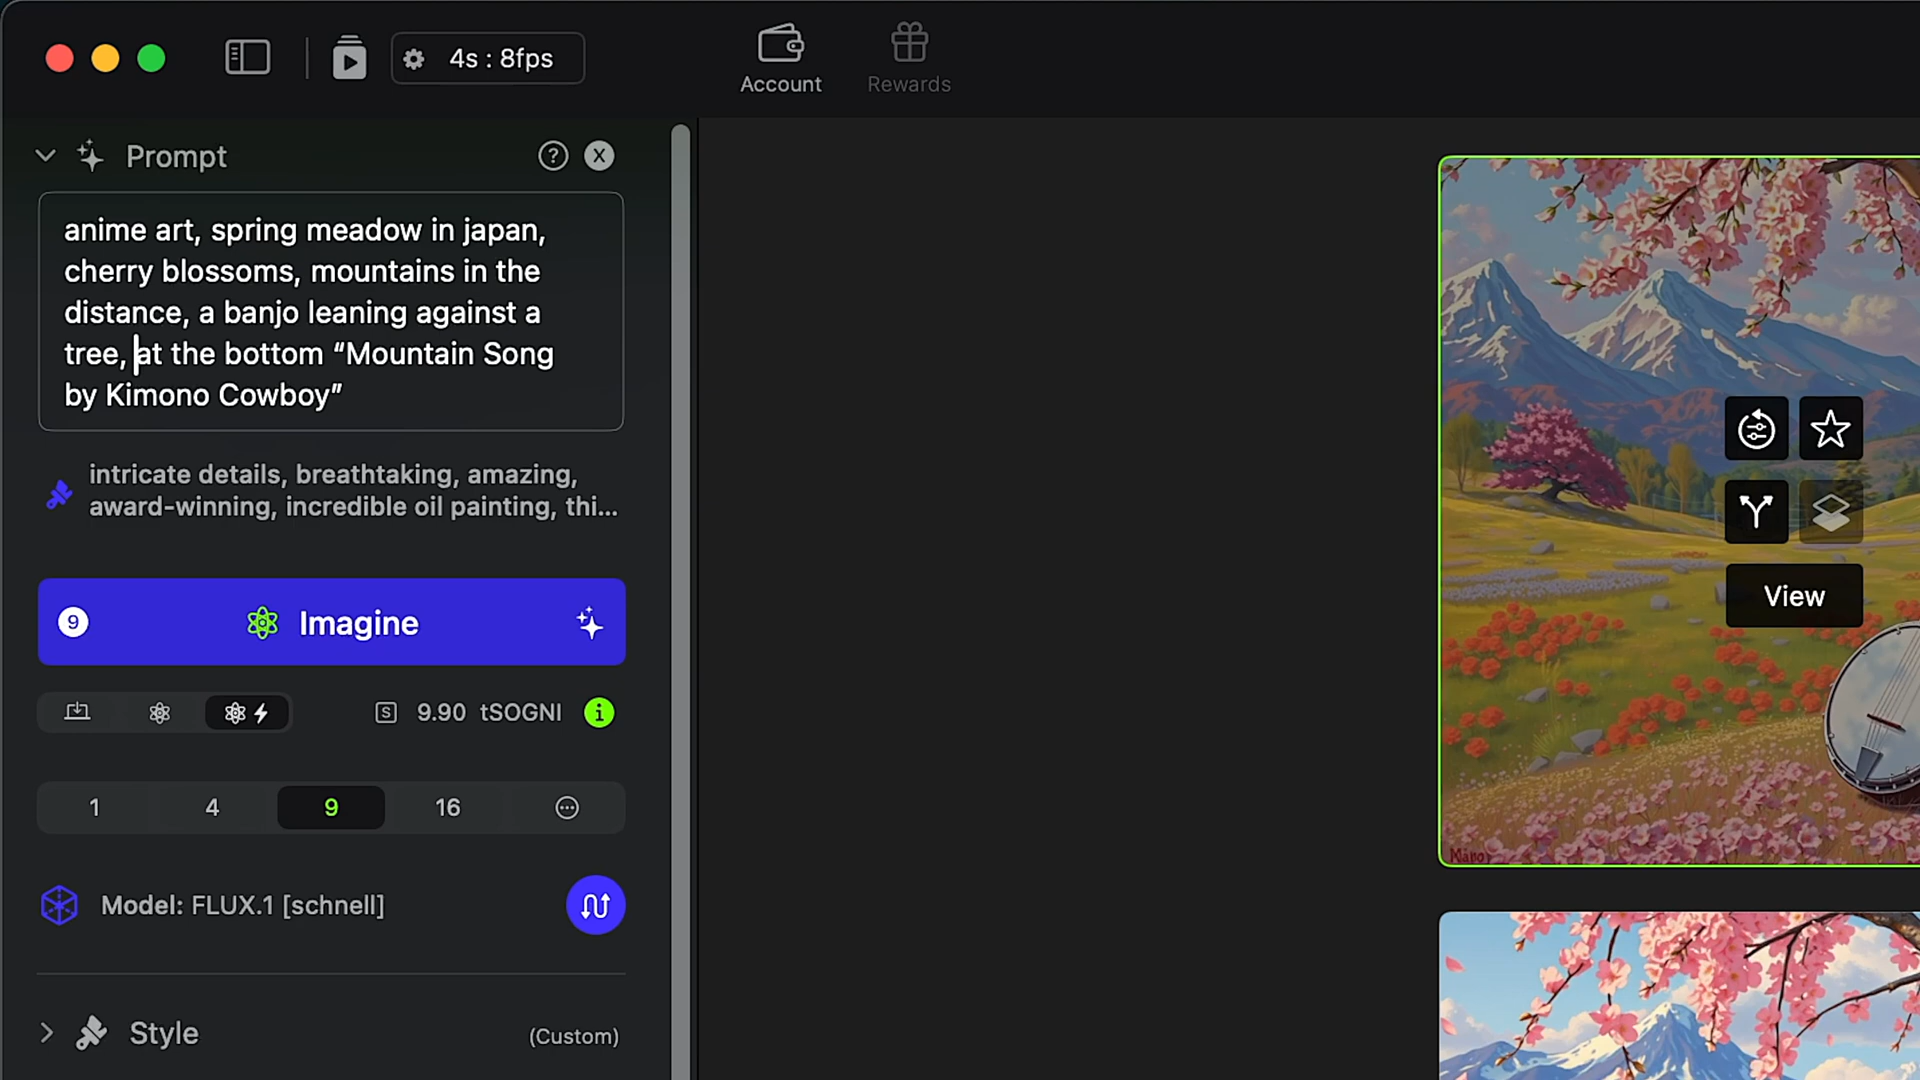 4s : 8fps
Account
Rewards
Prompt
anime art, spring meadow in japan,
cherry blossoms, mountains in the
distance, a banjo leaning against a
tree, at the bottom “Mountain Song
by Kimono Cowboy”
intricate details, breathtaking, amazing,
award-winning, incredible oil painting, thi...
9
Imagine
S 9.90 tSOGNI
1 4 9 16
Model: FLUX.1 [schnell]
Style
(Custom)
View